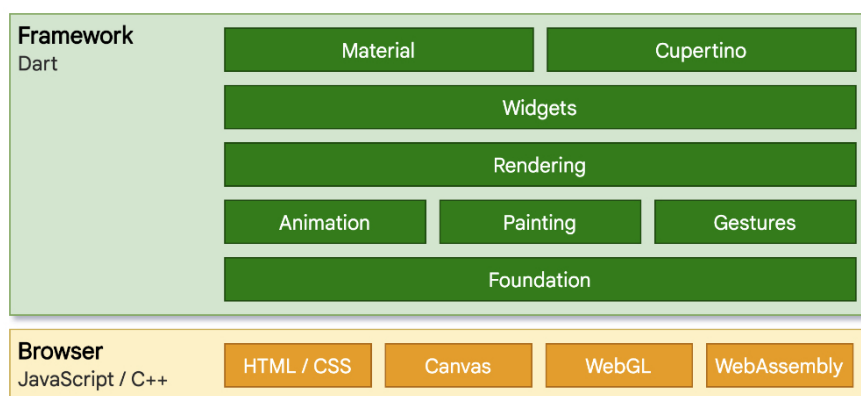 Framework
Dart
Material
Cupertino
Widgets
Rendering
Animation
Painting
Gestures
Foundation
Browser
JavaScript / C++
HTML / CSS
Canvas
WebGL
WebAssembly